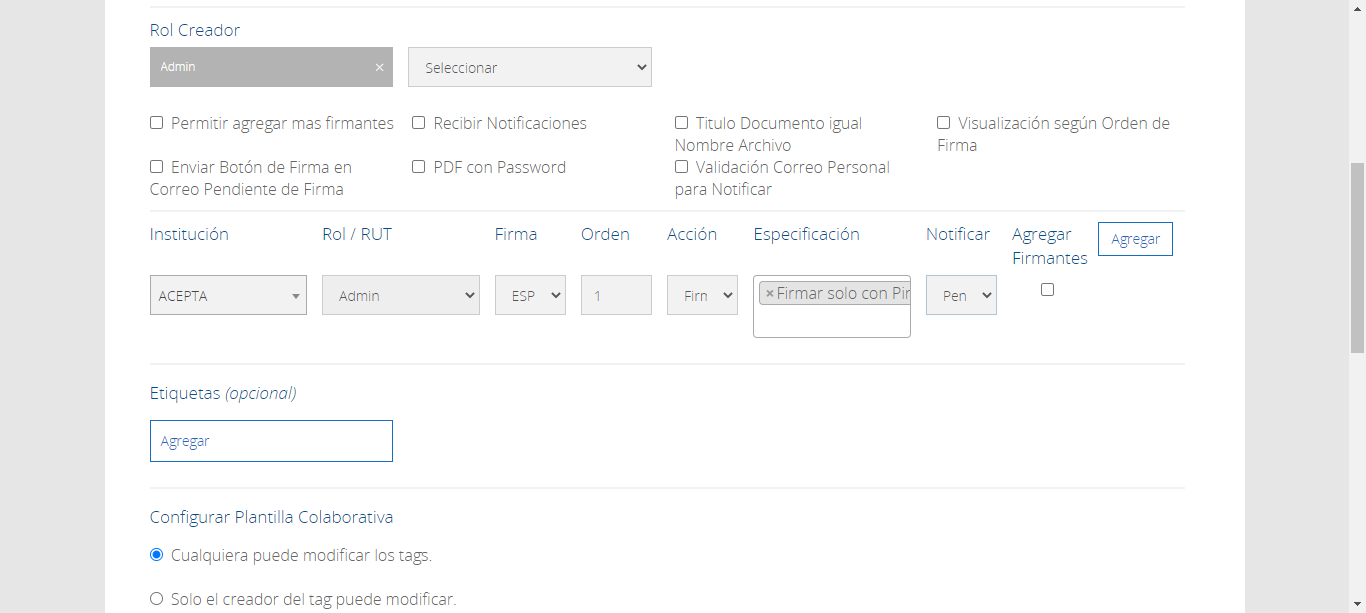 Rol Creador
Admin × Seleccionar
Permitir agregar mas firmantes Recibir Notificaciones Titulo Documento igual Nombre Archivo Visualización según Orden de Firma
Enviar Botón de Firma en Correo Pendiente de Firma PDF con Password Validación Correo Personal para Notificar
Institución Rol / RUT Firma Orden Acción Especificación Notificar Agregar Firmantes Agregar
ACEPTA Admin ESP 1 Firn ×Firmar solo con Pin Pen
Etiquetas (opcional)
Agregar
Configurar Plantilla Colaborativa
Cualquiera puede modificar los tags.
Solo el creador del tag puede modificar.